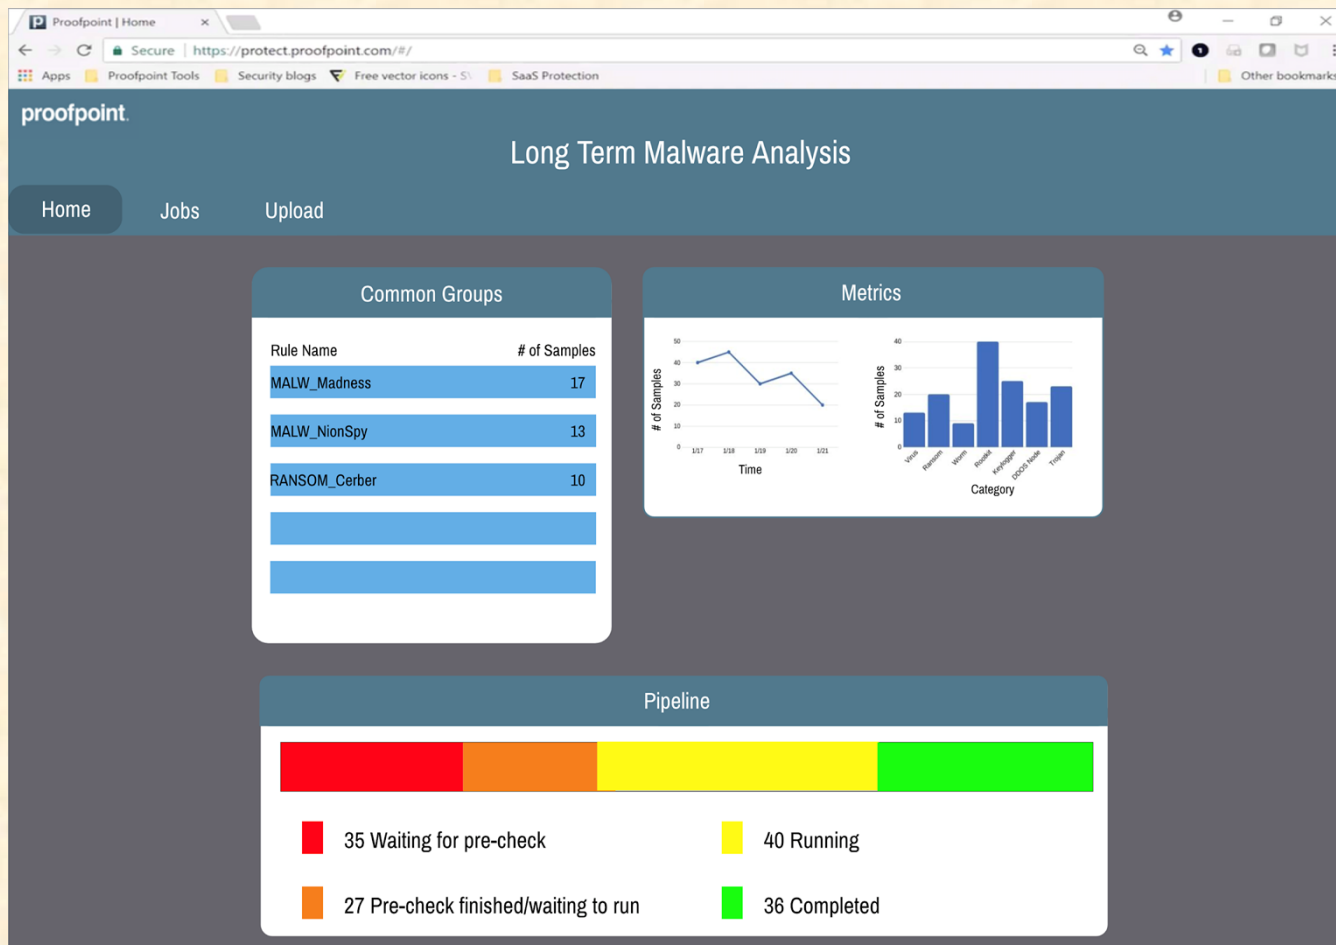 Proofpoint | Home
Secure | https://protect.proofpoint.com/#/
Apps Proofpoint Tools Security blogs Free vector icons - SV SaaS Protection Other bookmarks
proofpoint.
Long Term Malware Analysis
Home Jobs Upload
Common Groups
Rule Name # of Samples
MALW_Madness 17
MALW_NionSpy 13
RANSOM_Cerber 10
Metrics
# of Samples
50
40
30
20
10
0
1/17 1/18 1/19 1/20 1/21
Time
# of Samples
40
30
20
10
0
Virus Ransom Worm Rootkit Keylogger DDOS Node Trojan
Category
Pipeline
35 Waiting for pre-check
40 Running
27 Pre-check finished/waiting to run
36 Completed